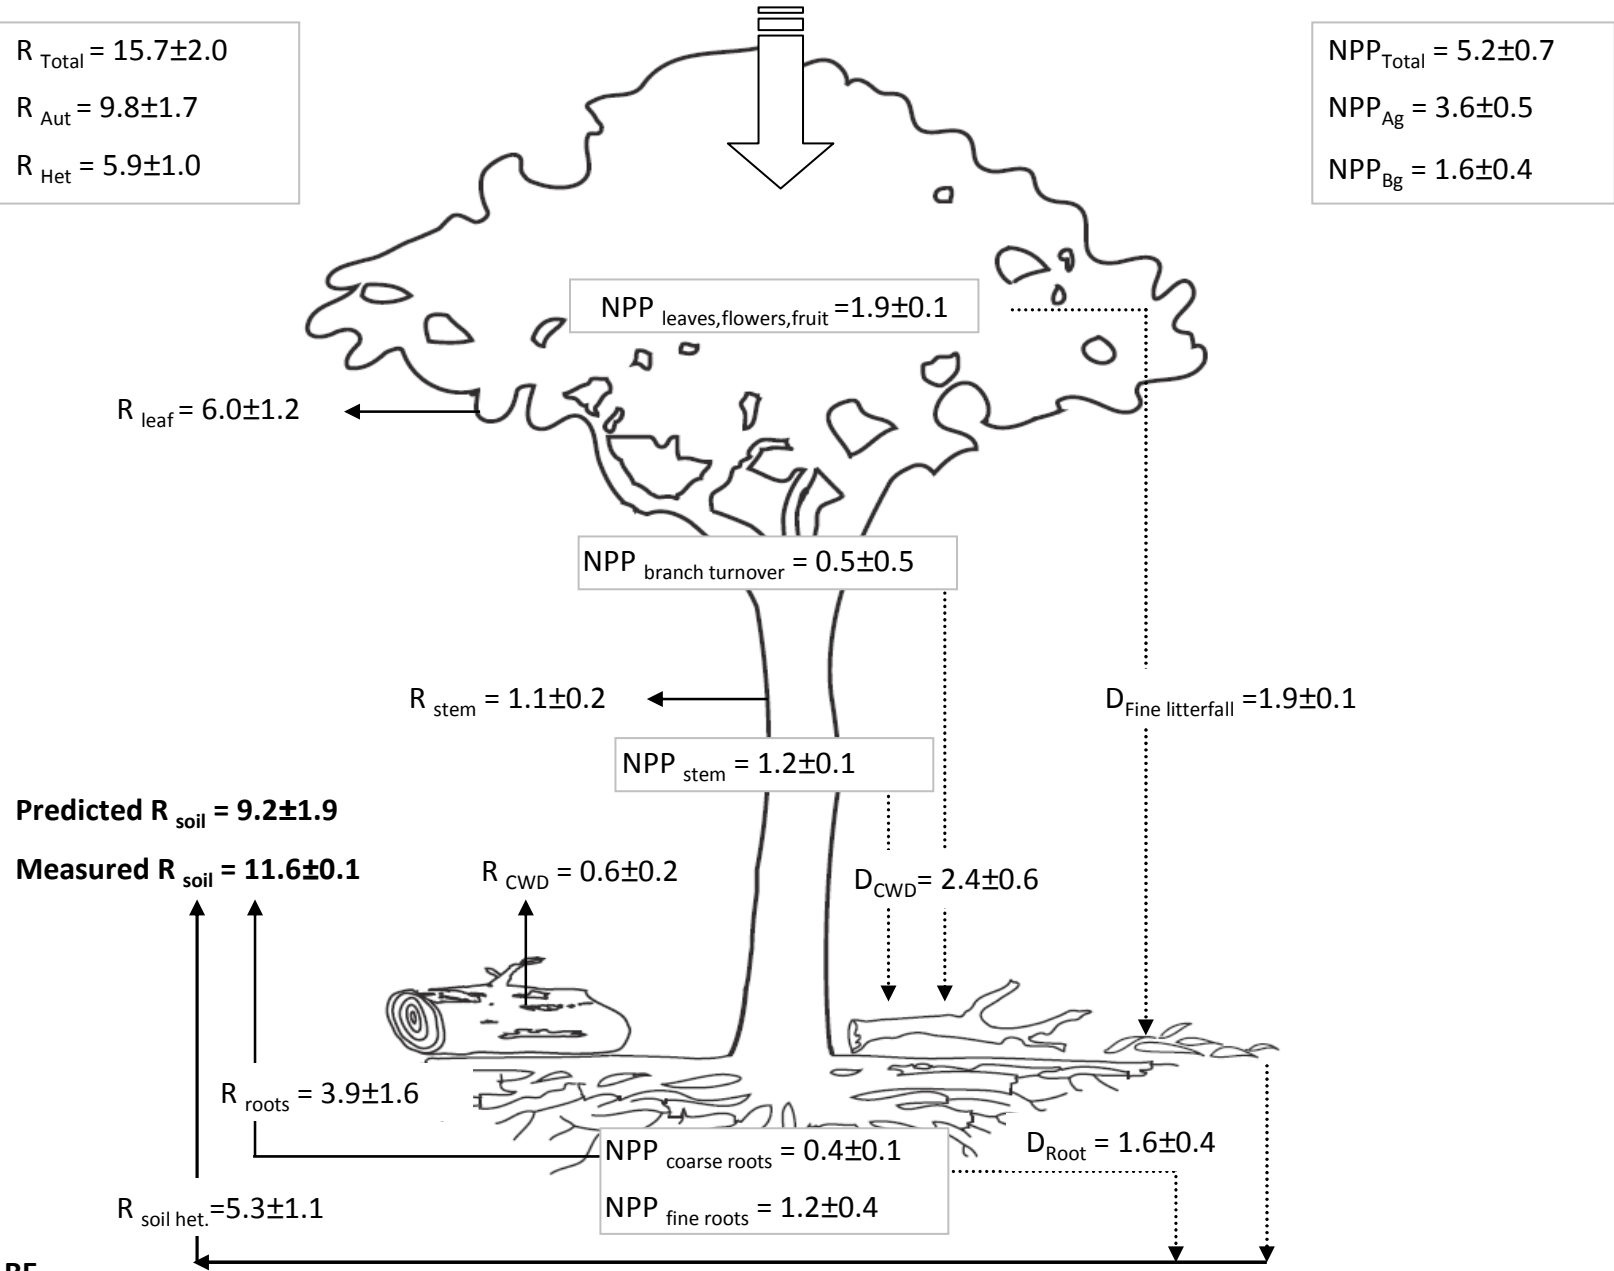 R Total = 15.7±2.0
R Aut = 9.8±1.7
R Het = 5.9±1.0
NPPTotal = 5.2±0.7
NPPAg = 3.6±0.5
NPPBg = 1.6±0.4
NPP leaves,flowers,fruit =1.9±0.1
R leaf = 6.0±1.2
NPP branch turnover = 0.5±0.5
R stem = 1.1±0.2
DFine litterfall =1.9±0.1
NPP stem = 1.2±0.1
Predicted R soil = 9.2±1.9
Measured R soil = 11.6±0.1
R CWD = 0.6±0.2
DCWD= 2.4±0.6
R roots = 3.9±1.6
NPP coarse roots = 0.4±0.1
DRoot = 1.6±0.4
NPP fine roots = 1.2±0.4
R soil het.=5.3±1.1